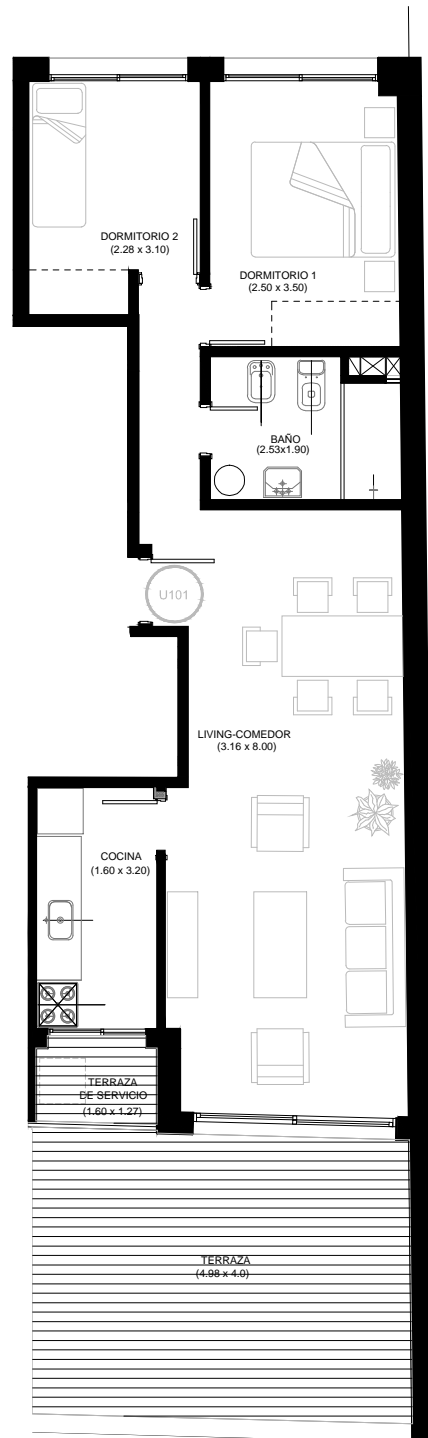 DORMITORIO 2
(2.28 x 3.10)
DORMITORIO 1
(2.50 x 3.50)
BAÑO
(2.53x1.90)
U101
LIVING-COMEDOR
(3.16 x 8.00)
COCINA
(1.60 x 3.20)
TERRAZA
DE SERVICIO
(1.60 x 1.27)
TERRAZA
(4.98 x 4.0)